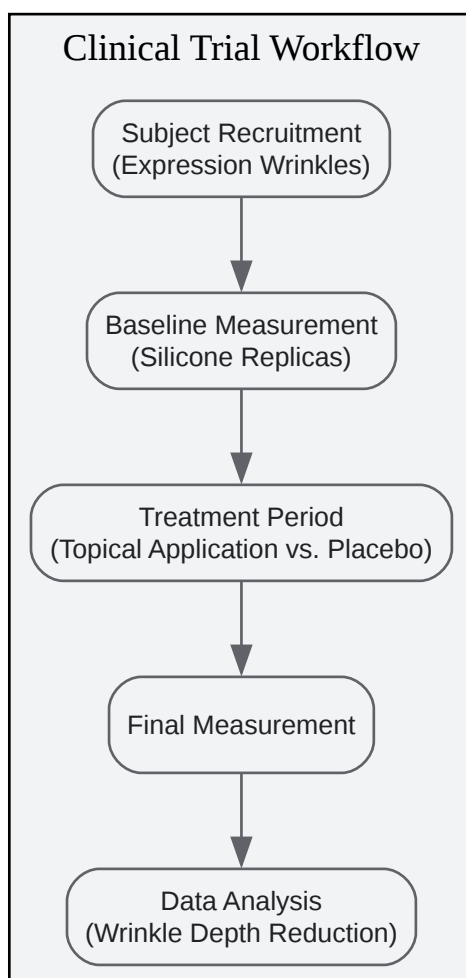 Clinical Trial Workflow
Subject Recruitment
(Expression Wrinkles)
Baseline Measurement
(Silicone Replicas)
Treatment Period
(Topical Application vs. Placebo)
Final Measurement
Data Analysis
(Wrinkle Depth Reduction)